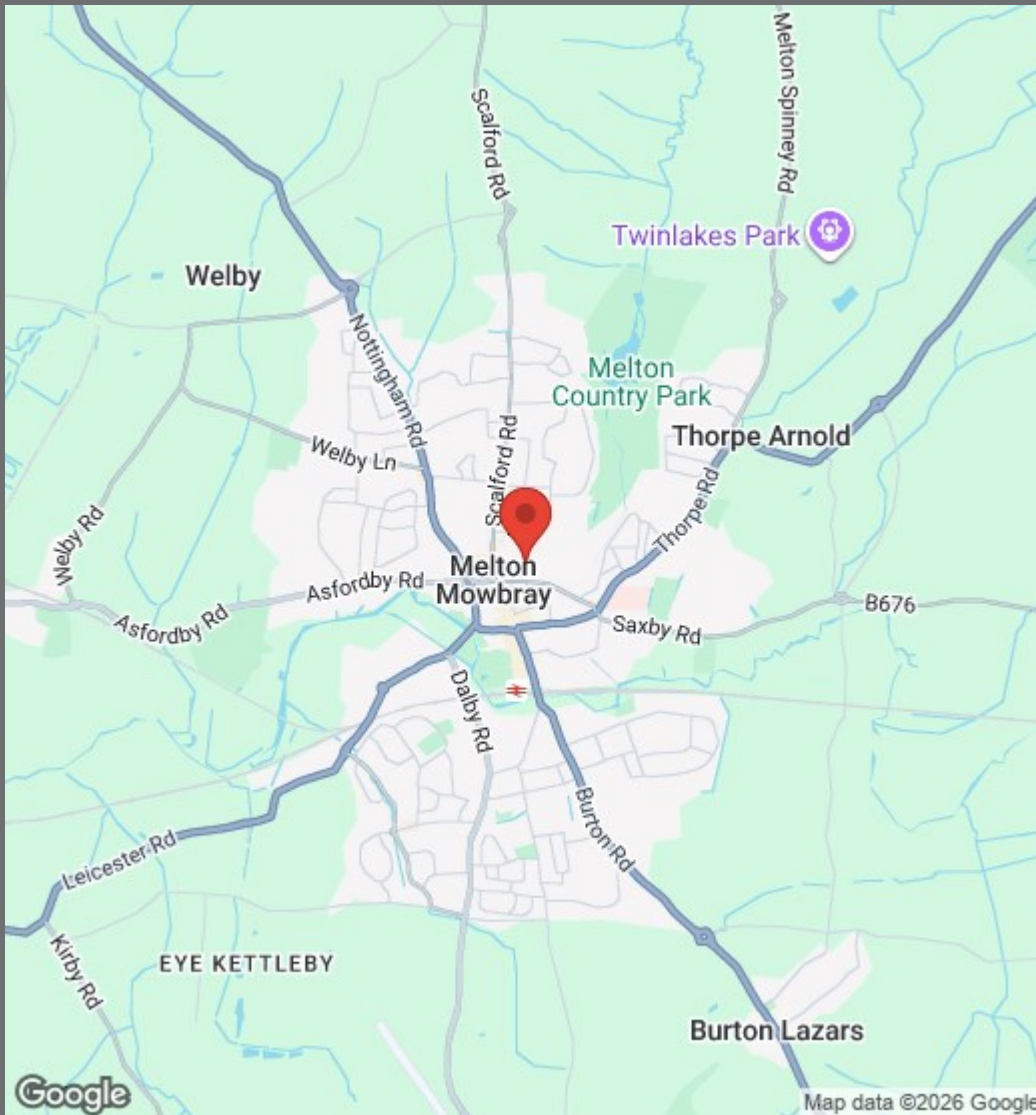 Melton Spinney Rd
Scalford Rd
Twinlakes Park
Welby
Nottingham Rd
Melton
Country Park
Thorpe Arnold
Scalford Rd
Welby Ln
Thorpe Rd
Welby Rd
Melton
Mowbray
Asfordby Rd
Asfordby Rd
B676
Saxby Rd
Dalby Rd
Burton Rd
Leicester Rd
Kirby Rd
EYE KETTLEBY
Burton Lazars
Google
Map data ©2026 Google